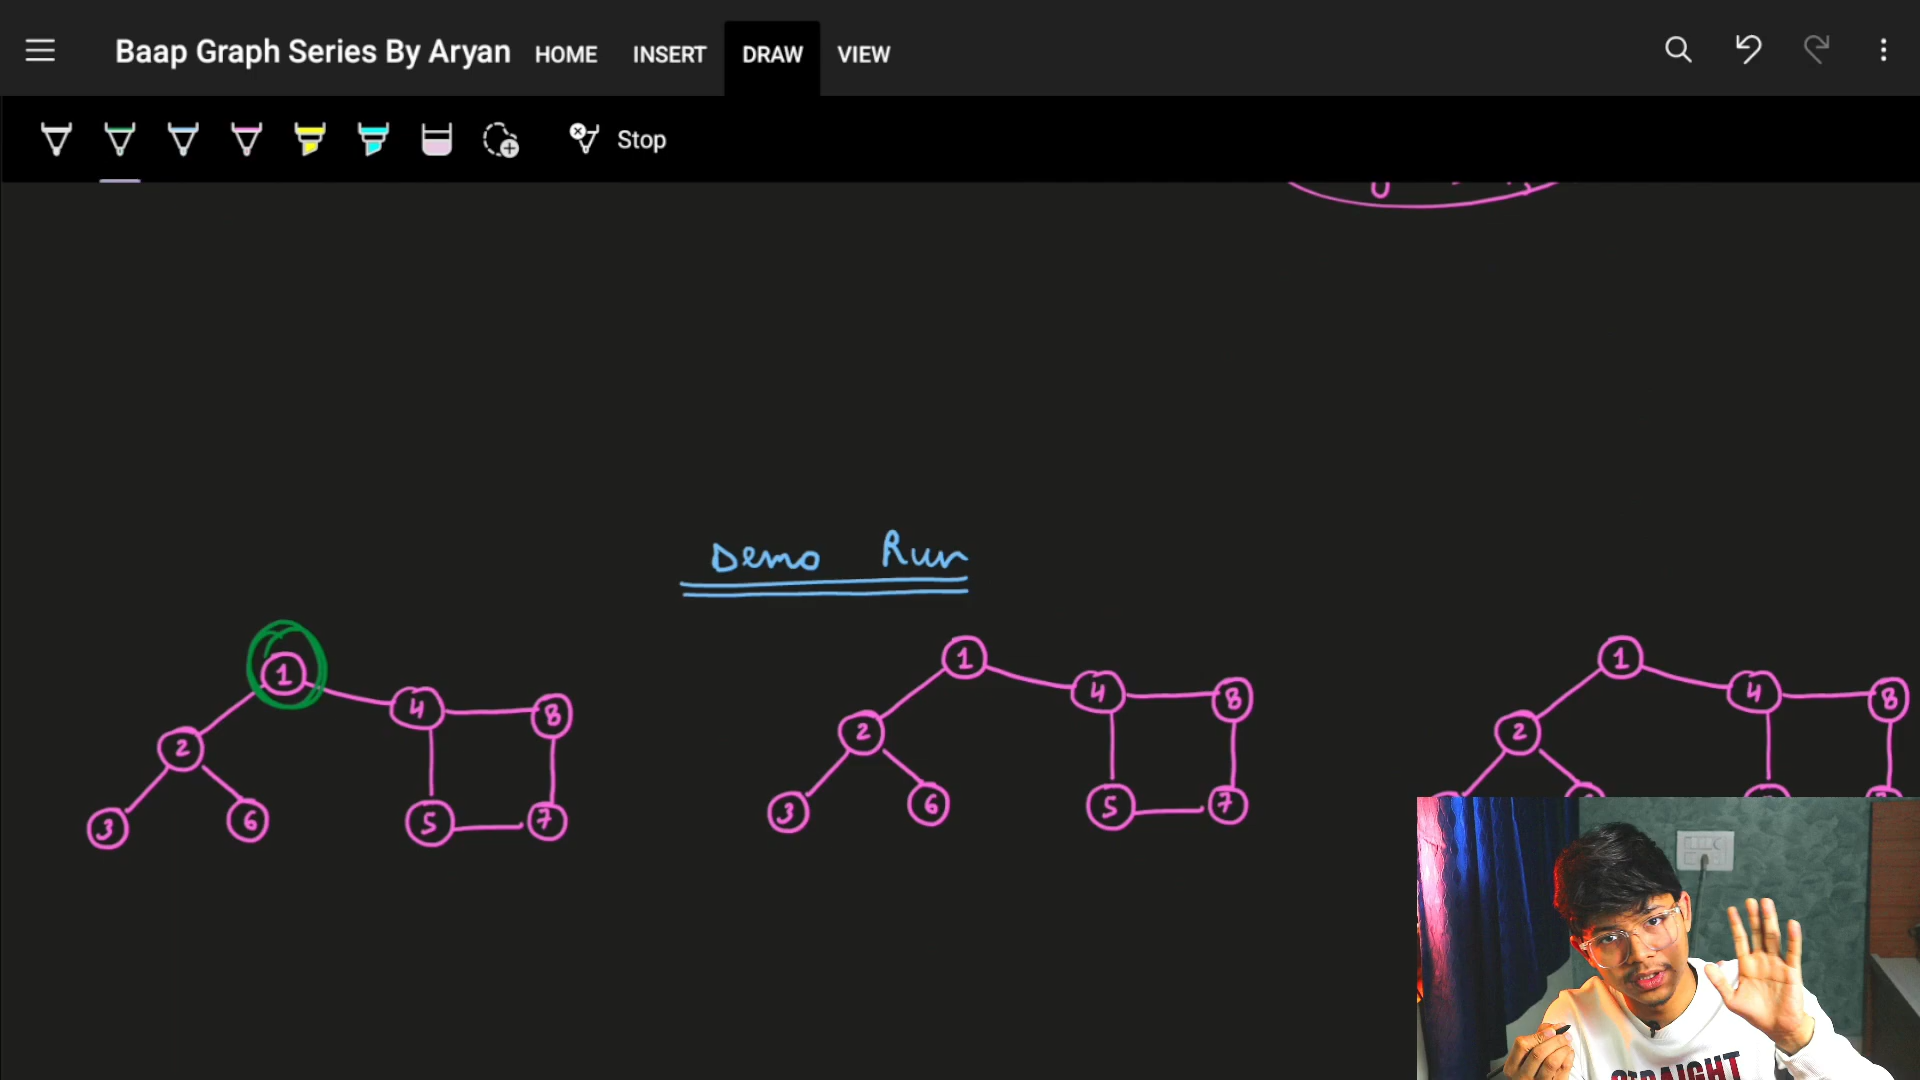 Baap Graph Series By Aryan HOME INSERT DRAW VIEW
Stop
Demo Run
1 4 8 2 3 6 5 7
1 4 8 2 3 6 5 7
1 4 8 2
STRAIGHT